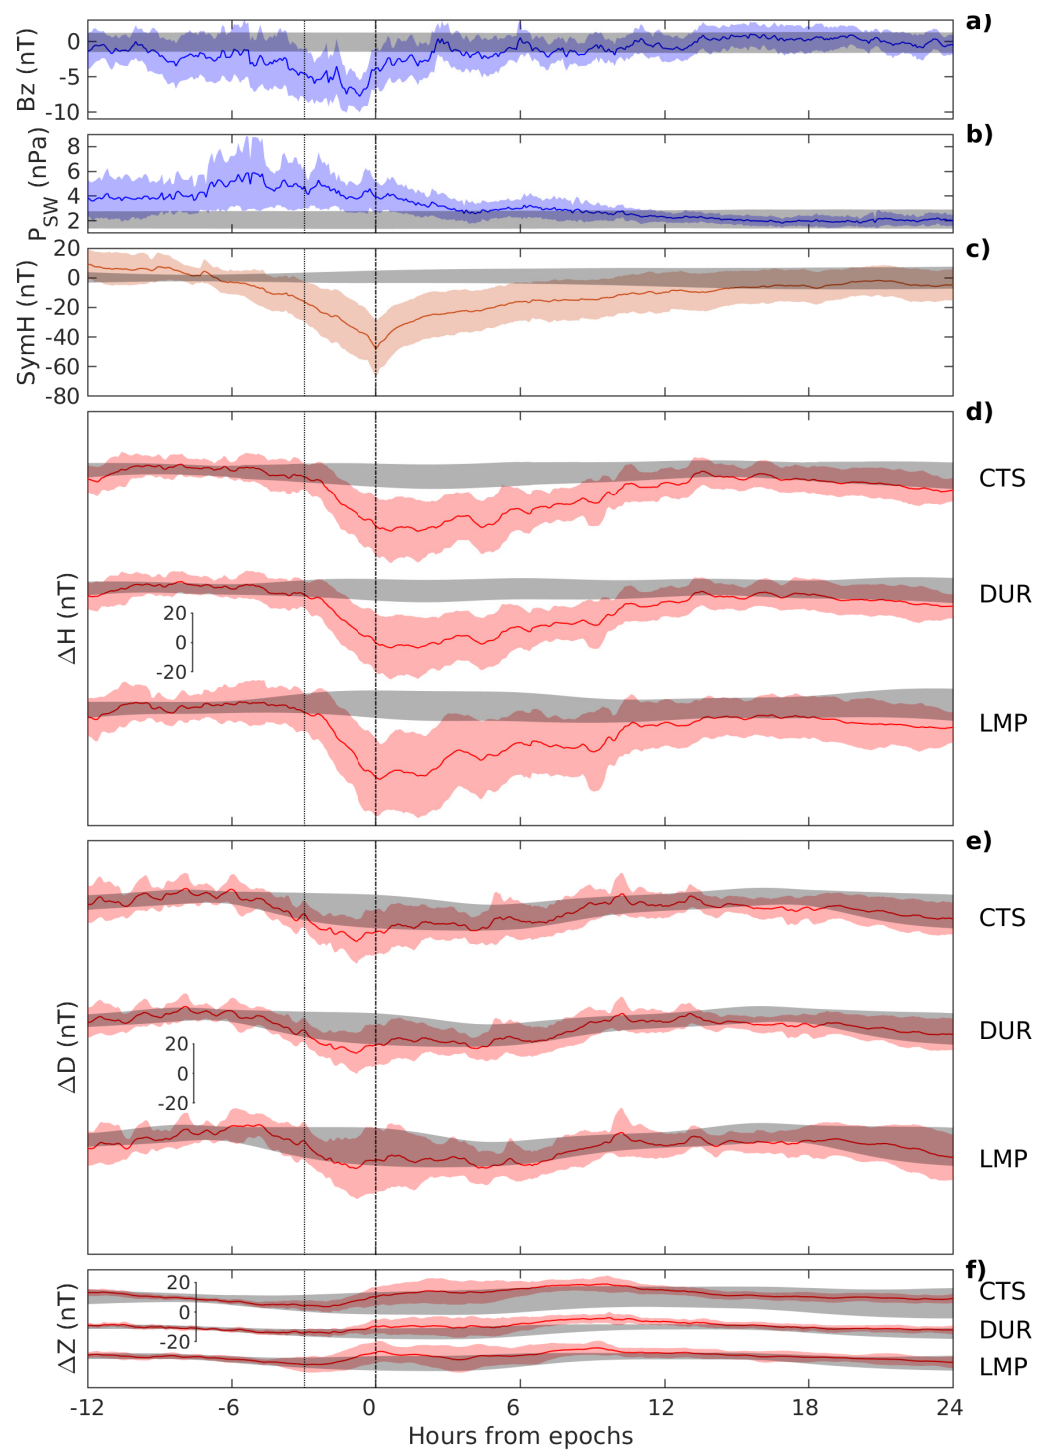 a)
Bz (nT)
0
-5
-10
b)
P_SW (nPa)
8
6
4
2
c)
SymH (nT)
20
0
-20
-40
-60
-80
d)
ΔH (nT)
CTS
DUR
20
0
-20
LMP
e)
ΔD (nT)
CTS
DUR
20
0
-20
LMP
f)
ΔZ (nT)
20
0
-20
CTS
DUR
LMP
-12 -6 0 6 12 18 24
Hours from epochs